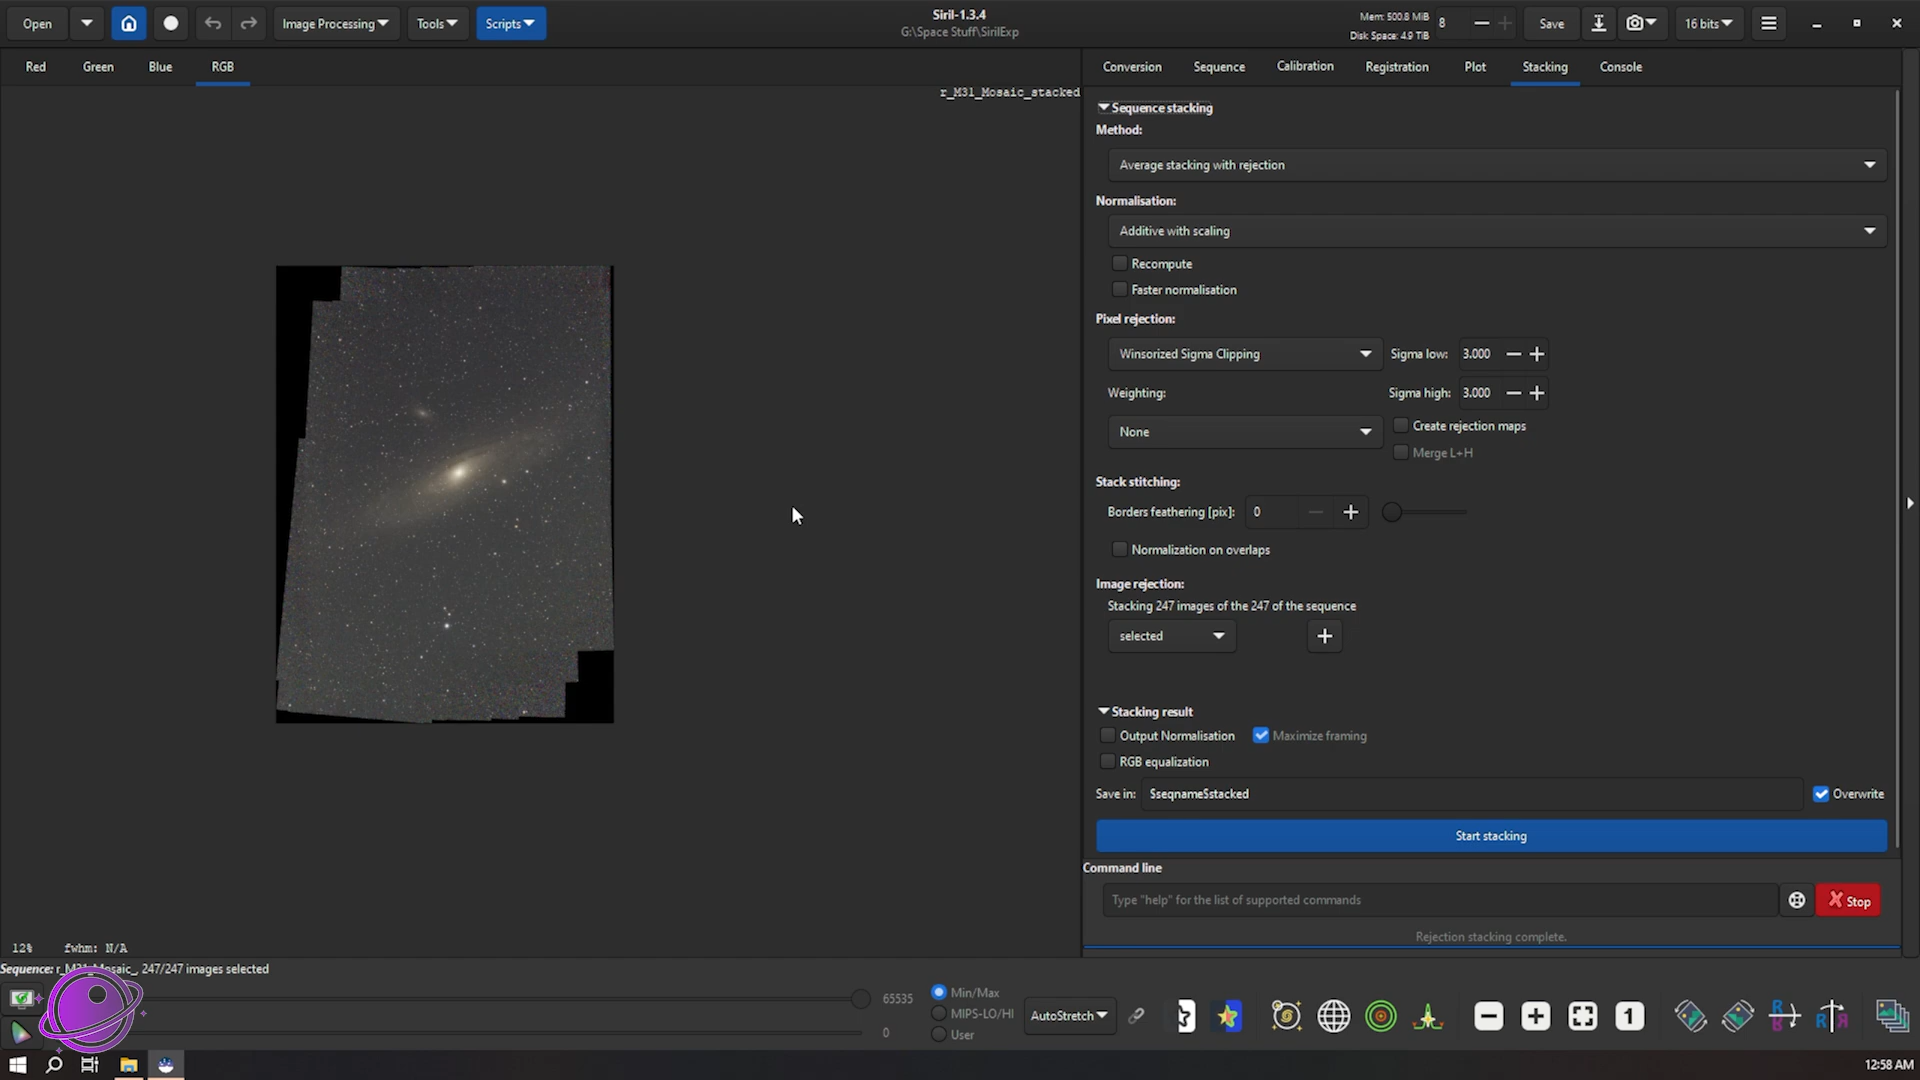 Open
Image Processing
Tools
Scripts
Siril-1.3.4
G:\Space Stuff\SirilExp
Mem: 500.8 MiB
Disk Space: 4.9 TiB
8
Save
16 bits
Red
Green
Blue
RGB
r_M31_Mosaic_stacked
Conversion
Sequence
Calibration
Registration
Plot
Stacking
Console
Sequence stacking
Method:
Average stacking with rejection
Normalisation:
Additive with scaling
Recompute
Faster normalisation
Pixel rejection:
Winsorized Sigma Clipping
Sigma low: 3.000
Weighting:
Sigma high: 3.000
None
Create rejection maps
Merge L+H
Stack stitching:
Borders feathering [pix]: 0
Normalization on overlaps
Image rejection:
Stacking 247 images of the 247 of the sequence
selected
Stacking result
Output Normalisation
Maximize framing
RGB equalization
Save in: $seqname$stacked
Overwrite
Start stacking
Command line
Type "help" for the list of supported commands
Stop
Rejection stacking complete.
12% fwhm: N/A
Sequence: r_M31_Mosaic_, 247/247 images selected
65535
0
Min/Max
MIPS-LO/HI
User
AutoStretch
1
12:58 AM